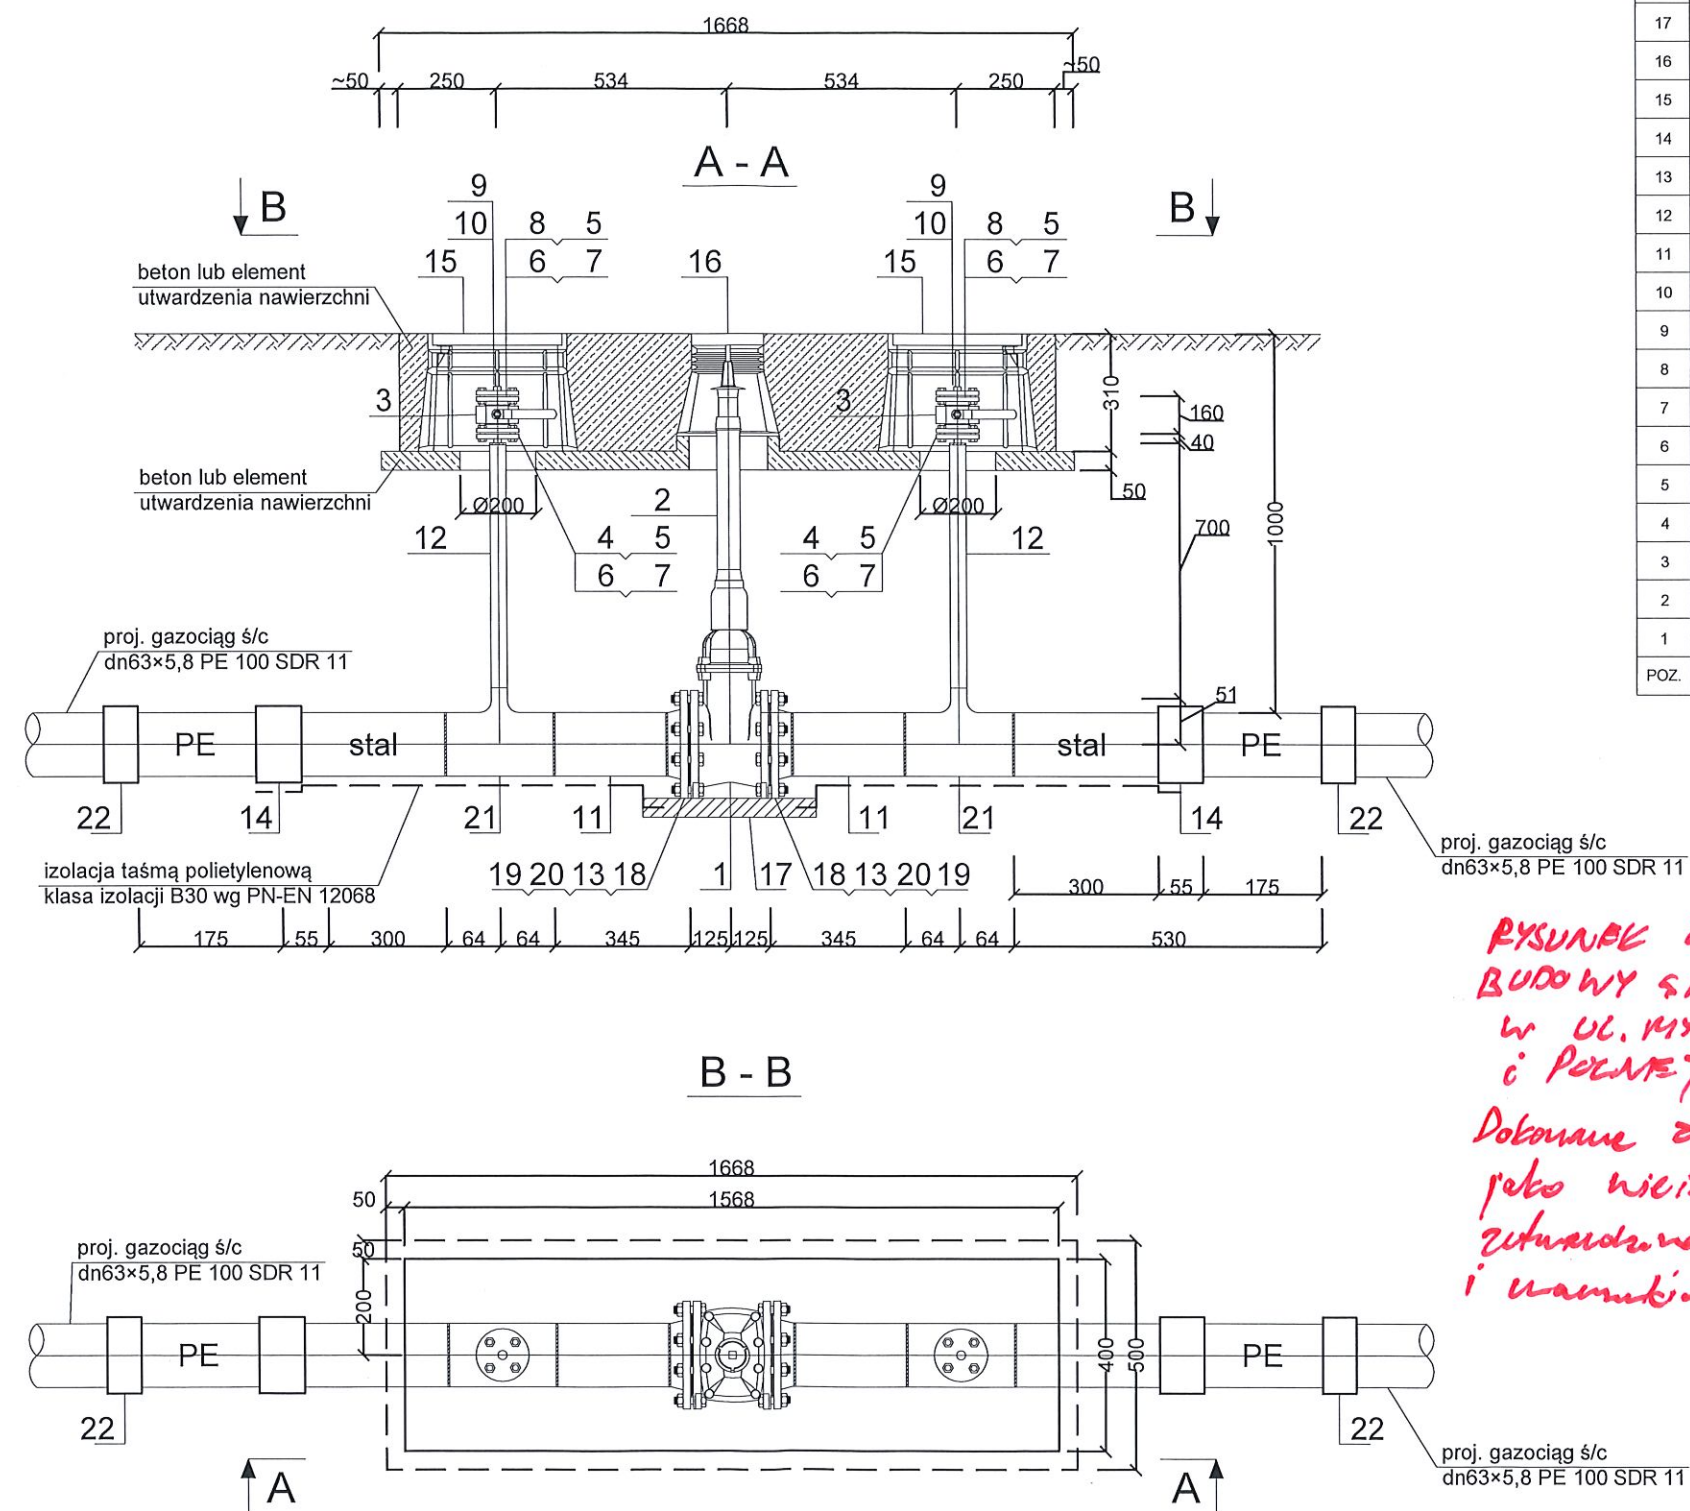 1668
~50 250 534 534 250 ~50
A - A
B B
9 9
10 8 5 10 8 5
15 6 7 16 15 6 7
beton lub element
utwardzenia nawierzchni
3 3
310
160
40
50
1000
700
51
beton lub element
utwardzenia nawierzchni
Ø200 Ø200
2
12 4 5 4 5 12
6 7 6 7
proj. gazociąg ś/c
dn63×5,8 PE 100 SDR 11
PE stal stal PE
22 14 21 11 11 21 14 22
izolacja taśmą polietylenową
klasa izolacji B30 wg PN-EN 12068
19 20 13 18 1 17 18 13 20 19
proj. gazociąg ś/c
dn63×5,8 PE 100 SDR 11
300 55 175
175 55 300 64 64 345 125 125 345 64 64 530
17
16
15
14
13
12
11
10
9
8
7
6
5
4
3
2
1
POZ.
RYSUNEK
BUDOWY
w UL.
i POLNEJ
Dokonane
jako
i
B - B
1668
50 1568
50
200
400
500
proj. gazociąg ś/c
dn63×5,8 PE 100 SDR 11
PE PE
22 22
proj. gazociąg ś/c
dn63×5,8 PE 100 SDR 11
A A